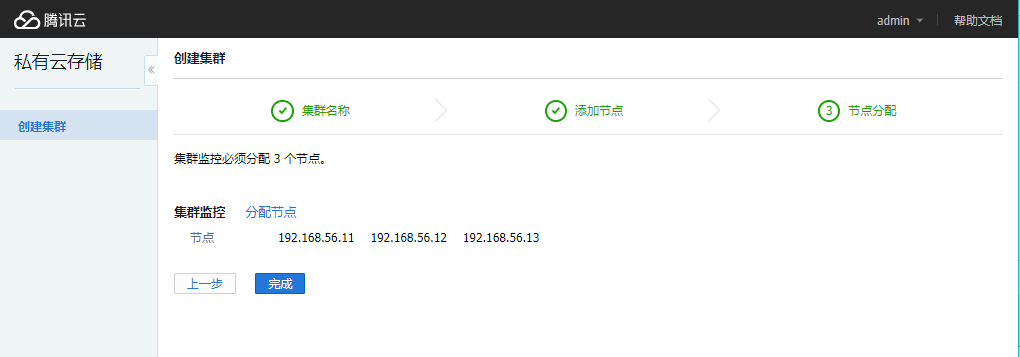 腾讯云
admin
帮助文档
私有云存储
创建集群
创建集群
集群名称
添加节点
3 节点分配
集群监控必须分配 3 个节点。
集群监控 分配节点
节点 192.168.56.11 192.168.56.12 192.168.56.13
上一步 完成